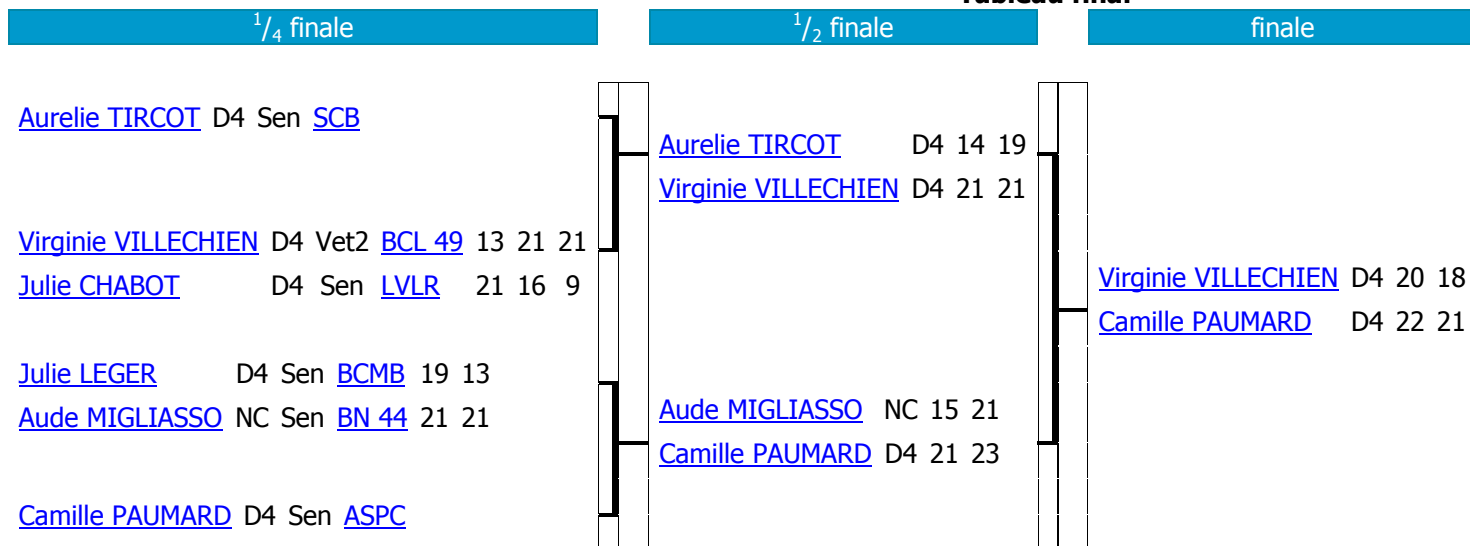 Tableau final
1/4 finale
1/2 finale
finale
Aurelie TIRCOT D4 Sen SCB
Virginie VILLECHIEN D4 Vet2 BCL 49 13 21 21
Julie CHABOT D4 Sen LVLR 21 16 9
Julie LEGER D4 Sen BCMB 19 13
Aude MIGLIASSO NC Sen BN 44 21 21
Camille PAUMARD D4 Sen ASPC
Aurelie TIRCOT D4 14 19
Virginie VILLECHIEN D4 21 21
Aude MIGLIASSO NC 15 21
Camille PAUMARD D4 21 23
Virginie VILLECHIEN D4 20 18
Camille PAUMARD D4 22 21